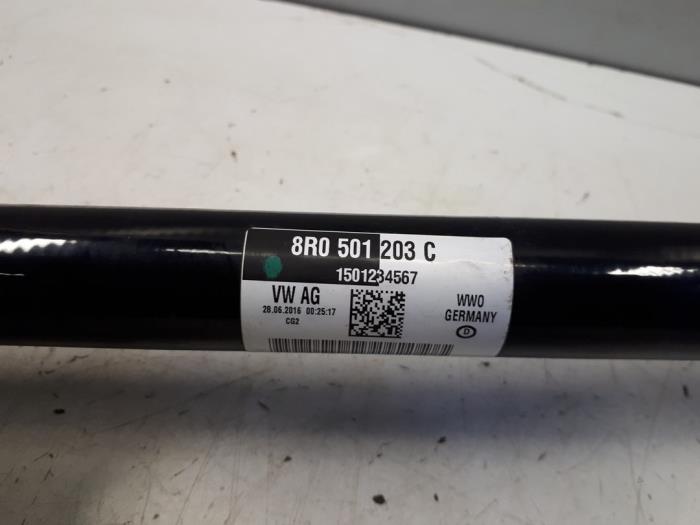 8R0 501 203 C
1501234567
VW AG
28.06.2016 00:25:17
CG2
WWO
GERMANY
D